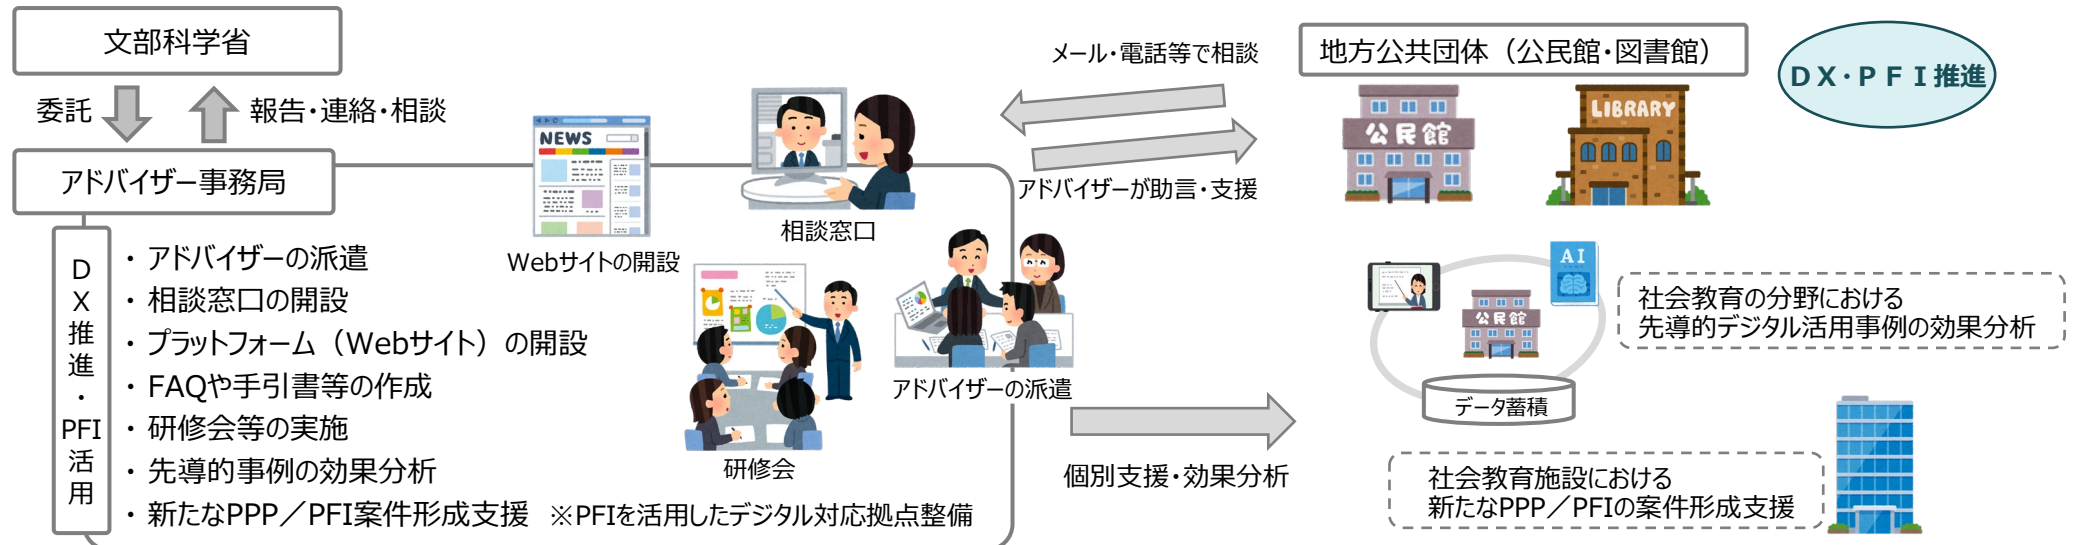 文部科学省
委託
報告・連絡・相談
アドバイザー事務局
DX推進・PFI活用
・ アドバイザーの派遣
・ 相談窓口の開設
・ プラットフォーム（Webサイト）の開設
・ FAQや手引書等の作成
・ 研修会等の実施
・ 先導的事例の効果分析
・ 新たなPPP／PFI案件形成支援　※PFIを活用したデジタル対応拠点整備
NEWS
Webサイトの開設
相談窓口
研修会
アドバイザーの派遣
メール・電話等で相談
アドバイザーが助言・支援
個別支援・効果分析
地方公共団体（公民館・図書館）
DX・PFI推進
公民館
LIBRARY
AI
公民館
データ蓄積
社会教育の分野における
先導的デジタル活用事例の効果分析
社会教育施設における
新たなPPP／PFIの案件形成支援